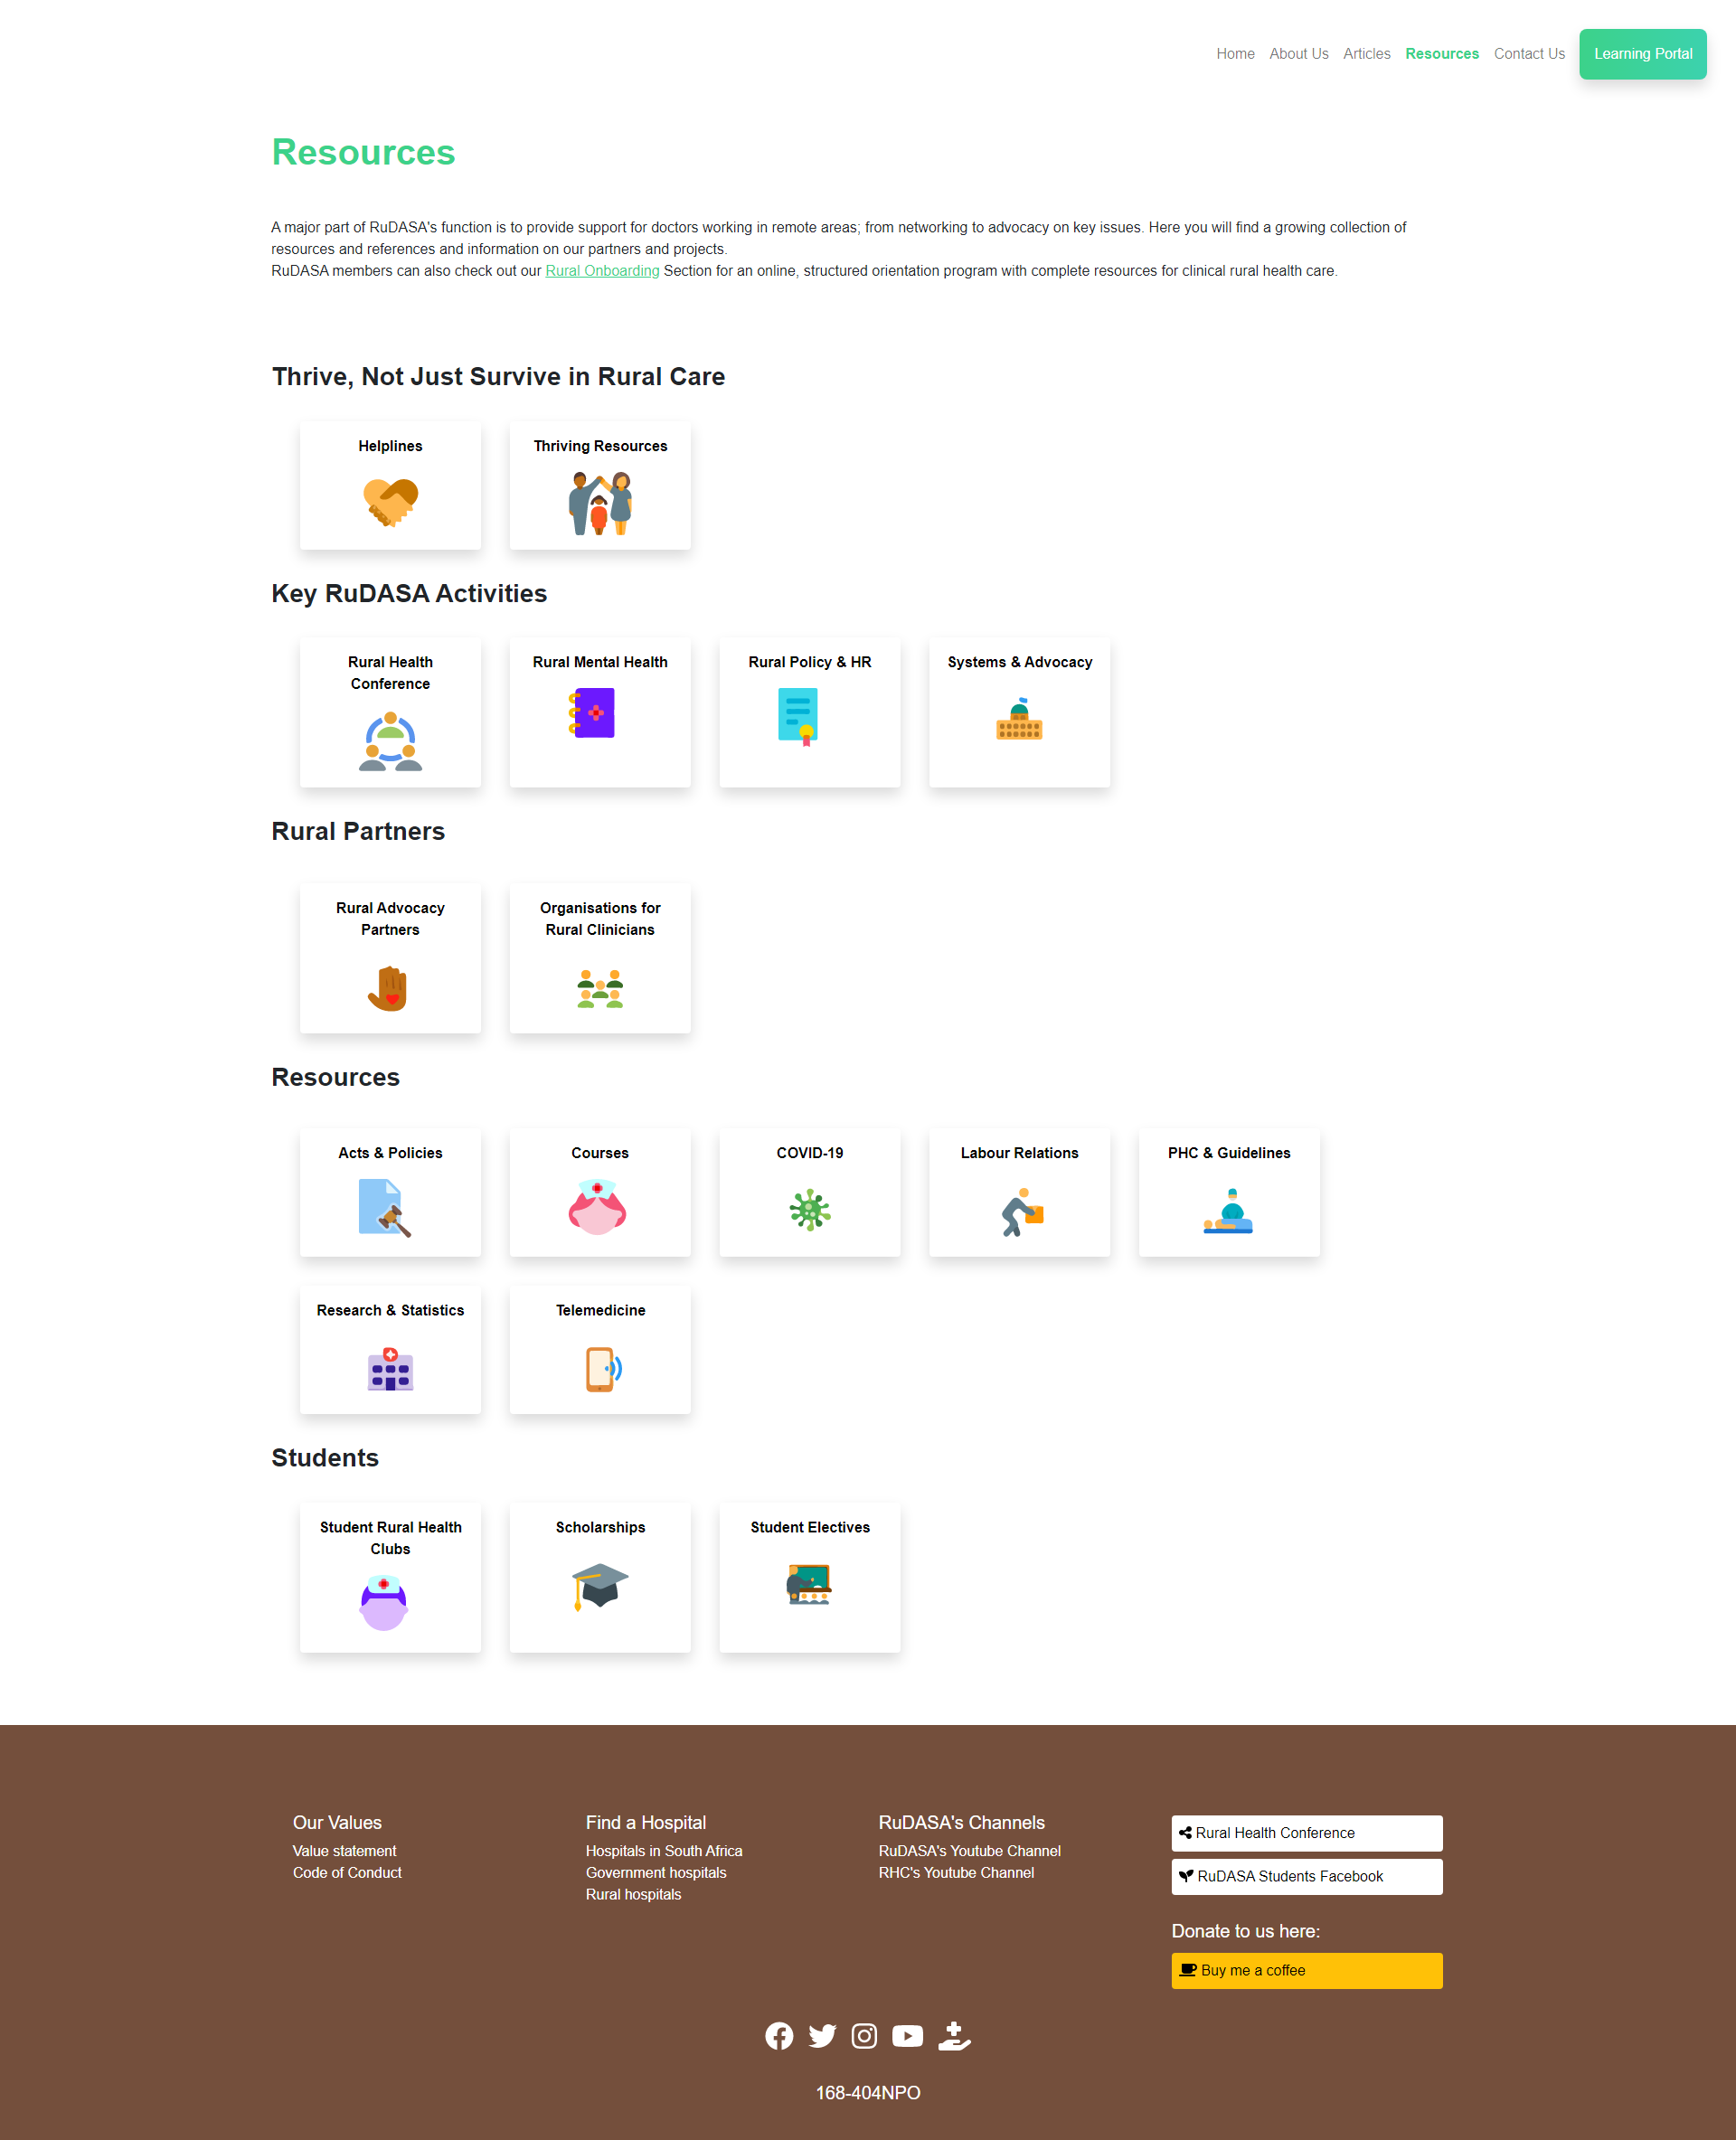 Home About Us Articles Resources Contact Us Learning Portal
Resources
A major part of RuDASA's function is to provide support for doctors working in remote areas; from networking to advocacy on key issues. Here you will find a growing collection of
resources and references and information on our partners and projects.
RuDASA members can also check out our Rural Onboarding Section for an online, structured orientation program with complete resources for clinical rural health care.
Thrive, Not Just Survive in Rural Care
Helplines
Thriving Resources
Key RuDASA Activities
Rural Health
Conference
Rural Mental Health
Rural Policy & HR
Systems & Advocacy
Rural Partners
Rural Advocacy
Partners
Organisations for
Rural Clinicians
Resources
Acts & Policies
Courses
COVID-19
Labour Relations
PHC & Guidelines
Research & Statistics
Telemedicine
Students
Student Rural Health
Clubs
Scholarships
Student Electives
Our Values
Value statement
Code of Conduct
Find a Hospital
Hospitals in South Africa
Government hospitals
Rural hospitals
RuDASA's Channels
RuDASA's Youtube Channel
RHC's Youtube Channel
Rural Health Conference
RuDASA Students Facebook
Donate to us here:
Buy me a coffee
168-404NPO